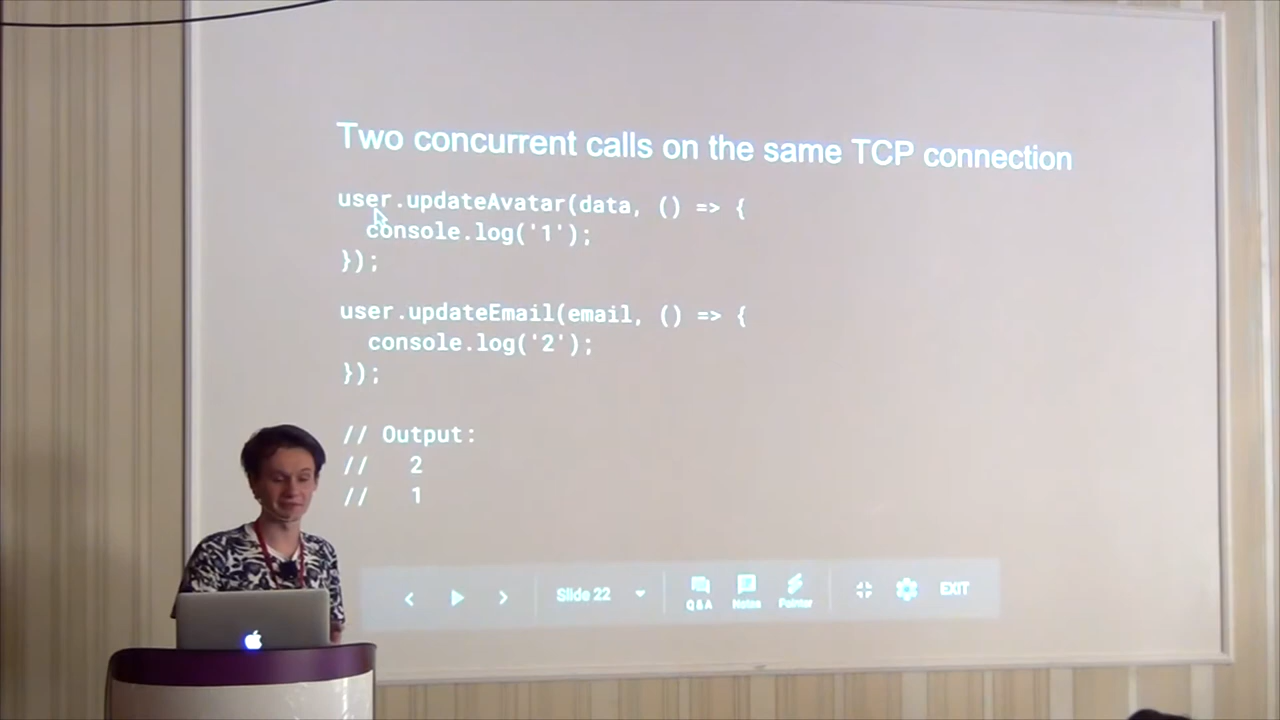 Two concurrent calls on the same TCP connection
user.updateAvatar(data, () => {
console.log('1');
});
user.updateEmail(email, () => {
console.log('2');
});
// Output:
// 2
// 1
Slide 22
Q&A
Notes
Pointer
EXIT